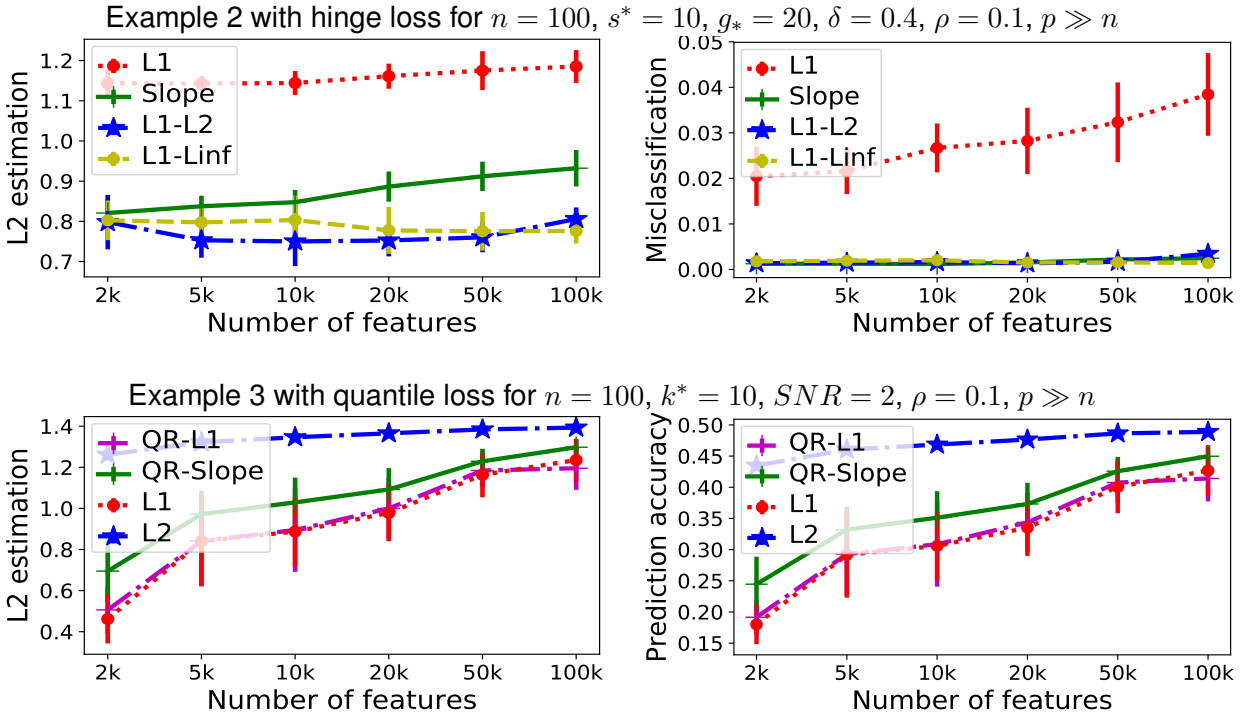 Example 2 with hinge loss for n = 100, s* = 10, g* = 20, δ = 0.4, ρ = 0.1, p ≫ n
L2 estimation
1.2
1.1
1.0
0.9
0.8
0.7
L1
Slope
L1-L2
L1-Linf
2k 5k 10k 20k 50k 100k
Number of features
Misclassification
0.05
0.04
0.03
0.02
0.01
0.00
L1
Slope
L1-L2
L1-Linf
2k 5k 10k 20k 50k 100k
Number of features
Example 3 with quantile loss for n = 100, k* = 10, SNR = 2, ρ = 0.1, p ≫ n
L2 estimation
1.4
1.2
1.0
0.8
0.6
0.4
QR-L1
QR-Slope
L1
L2
2k 5k 10k 20k 50k 100k
Number of features
Prediction accuracy
0.50
0.45
0.40
0.35
0.30
0.25
0.20
0.15
QR-L1
QR-Slope
L1
L2
2k 5k 10k 20k 50k 100k
Number of features